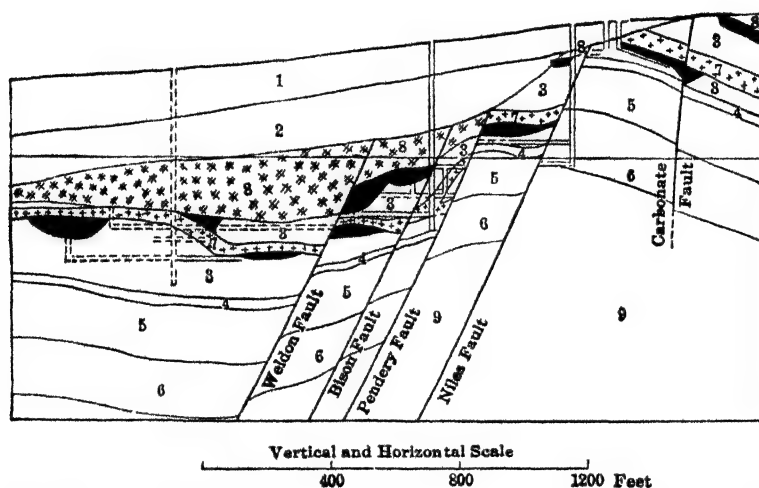 1
2
3
4
5
6
7
8
9
Weldon Fault
Bison Fault
Pendery Fault
Niles Fault
Carbonate Fault
Vertical and Horizontal Scale
400 800 1200 Feet